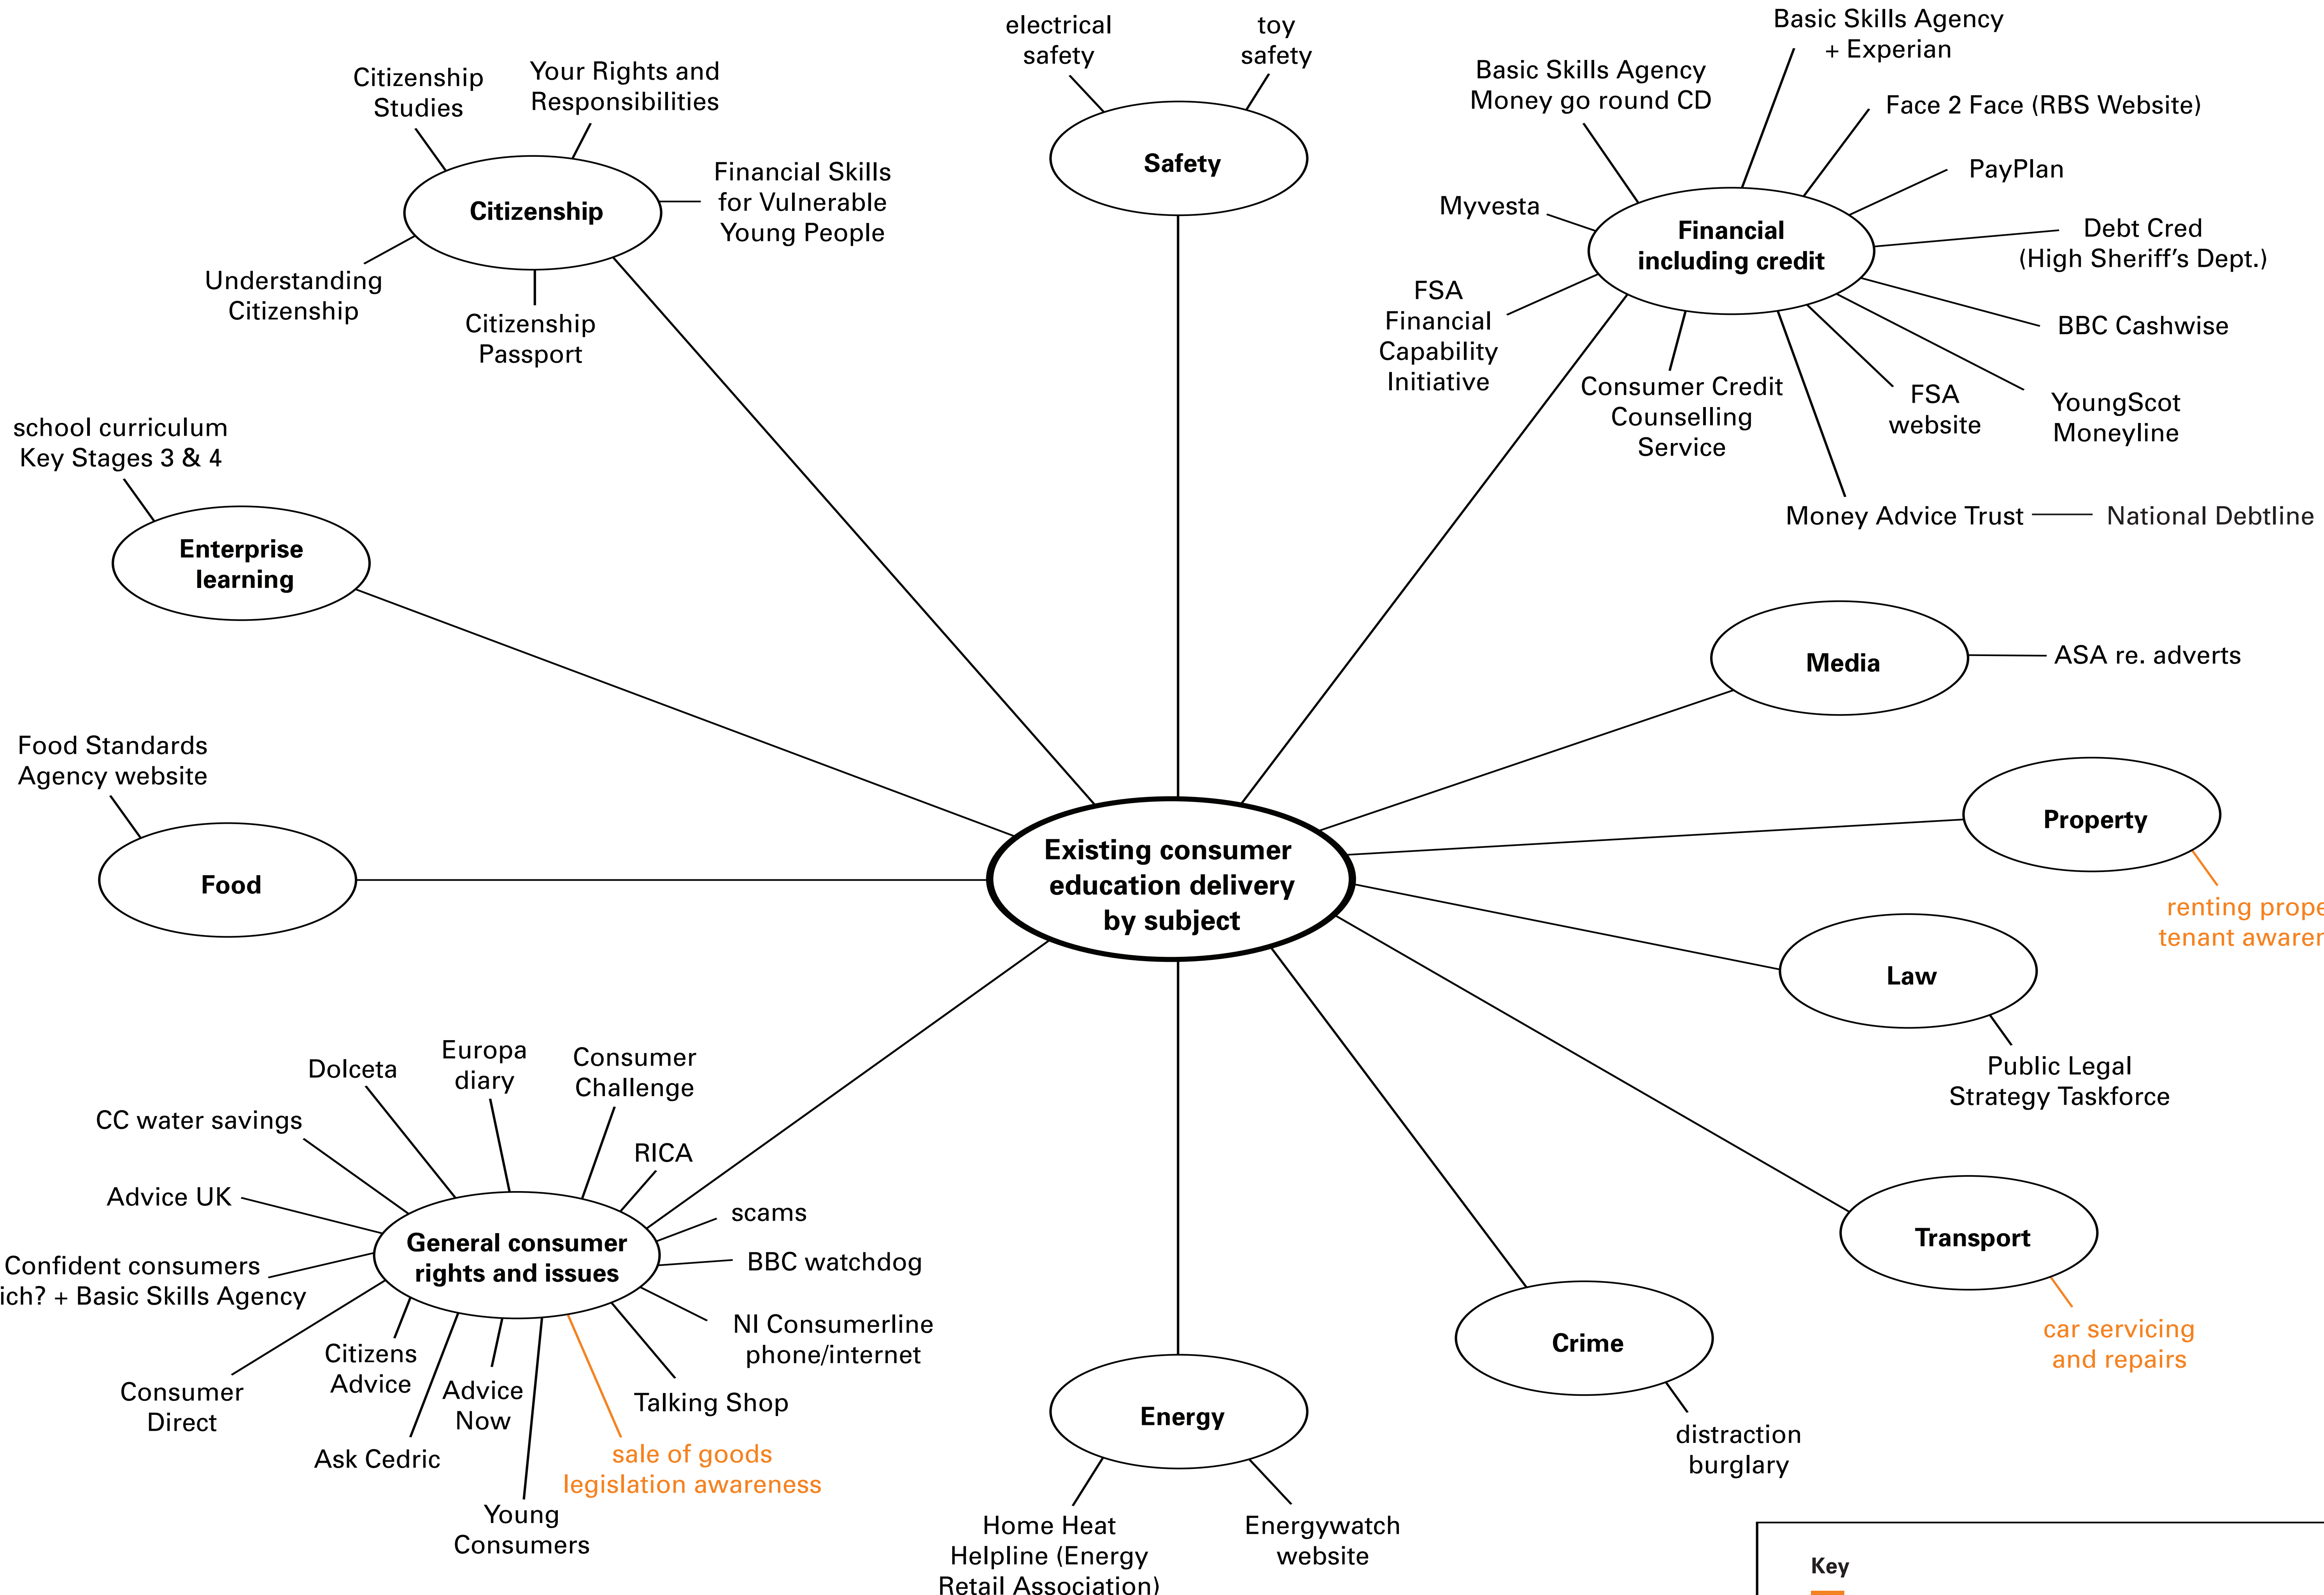 electrical
safety
toy
safety
Safety
Citizenship
Studies
Your Rights and
Responsibilities
Financial Skills
for Vulnerable
Young People
Citizenship
Understanding
Citizenship
Citizenship
Passport
Basic Skills Agency
+ Experian
Basic Skills Agency
Money go round CD
Face 2 Face (RBS Website)
PayPlan
Myvesta
Financial
including credit
Debt Cred
(High Sheriff's Dept.)
FSA
Financial
Capability
Initiative
BBC Cashwise
Consumer Credit
Counselling
Service
FSA
website
YoungScot
Moneyline
Money Advice Trust
National Debtline
school curriculum
Key Stages 3 & 4
Enterprise
learning
Media
ASA re. adverts
Food Standards
Agency website
Food
Property
renting
tenant
Existing consumer
education delivery
by subject
Law
Public Legal
Strategy Taskforce
Dolceta
Europa
diary
Consumer
Challenge
CC water savings
RICA
Advice UK
scams
General consumer
rights and issues
BBC watchdog
Confident consumers
+ Basic Skills Agency
NI Consumerline
phone/internet
Citizens
Advice
Consumer
Direct
Advice
Now
Talking Shop
Ask Cedric
sale of goods
legislation awareness
Young
Consumers
Transport
car servicing
and repairs
Crime
distraction
burglary
Energy
Home Heat
Helpline (Energy
Retail Association)
Energywatch
website
Key